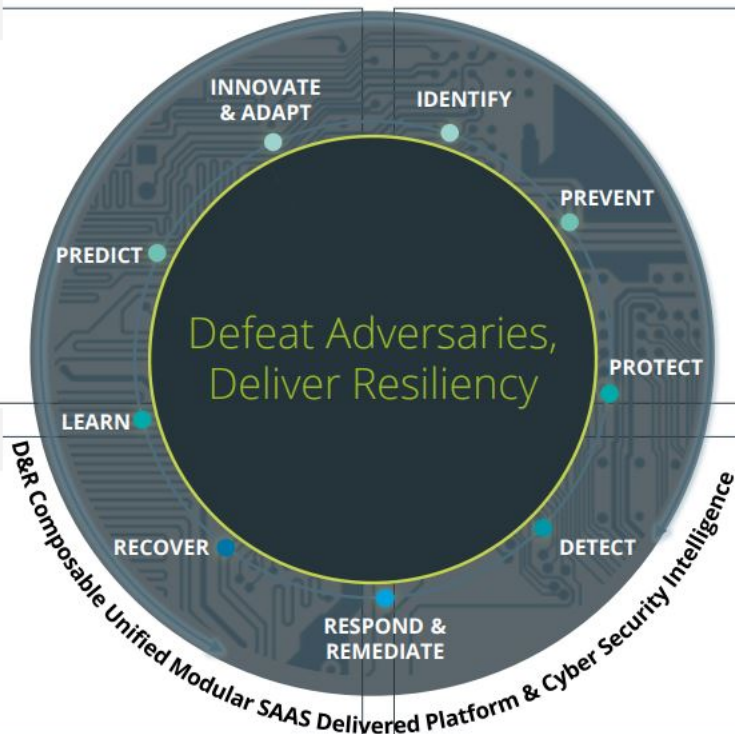 INNOVATE
& ADAPT
IDENTIFY
PREVENT
PREDICT
Defeat Adversaries,
Deliver Resiliency
PROTECT
LEARN
RECOVER
DETECT
RESPOND &
REMEDIATE
D&R Composable Unified Modular SAAS Delivered Platform & Cyber Security Intelligence